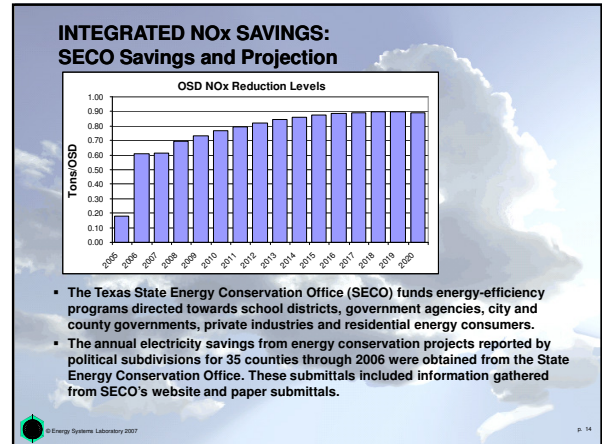 INTEGRATED NOx SAVINGS:
SECO Savings and Projection
OSD NOx Reduction Levels
1.00
0.90
0.80
0.70
0.60
0.50
0.40
0.30
0.20
0.10
0.00
Tons/OSD
2005 2006 2007 2008 2009 2010 2011 2012 2013 2014 2015 2016 2017 2018 2019 2020
▪ The Texas State Energy Conservation Office (SECO) funds energy-efficiency
programs directed towards school districts, government agencies, city and
county governments, private industries and residential energy consumers.
▪ The annual electricity savings from energy conservation projects reported by
political subdivisions for 35 counties through 2006 were obtained from the State
Energy Conservation Office. These submittals included information gathered
from SECO's website and paper submittals.
© Energy Systems Laboratory 2007
p. 14